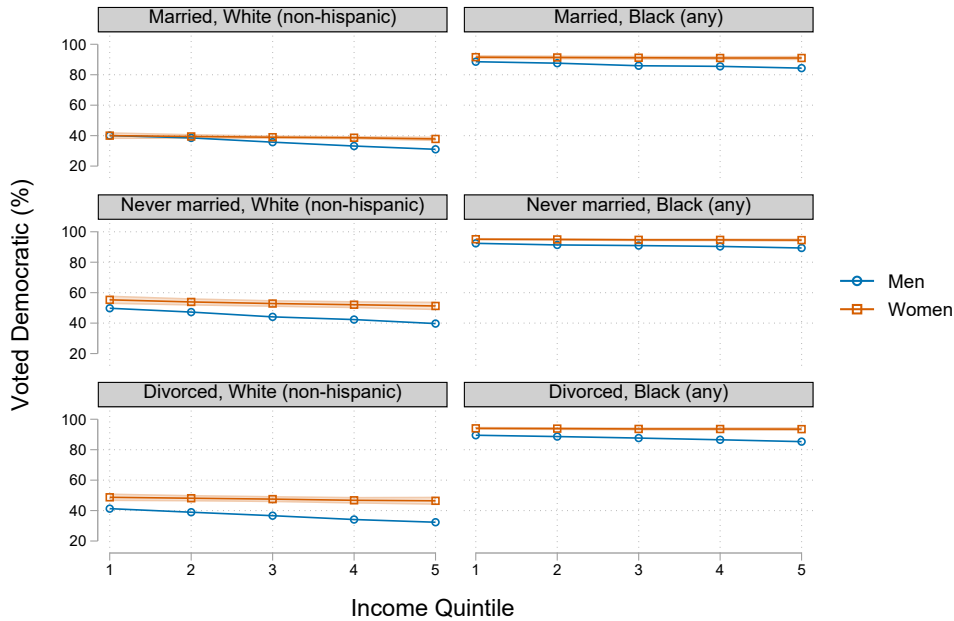 Married, White (non-hispanic)
Married, Black (any)
100
80
60
40
20
Never married, White (non-hispanic)
Never married, Black (any)
100
80
60
40
20
Divorced, White (non-hispanic)
Divorced, Black (any)
100
80
60
40
20
1 2 3 4 5
1 2 3 4 5
Voted Democratic (%)
Income Quintile
Men
Women